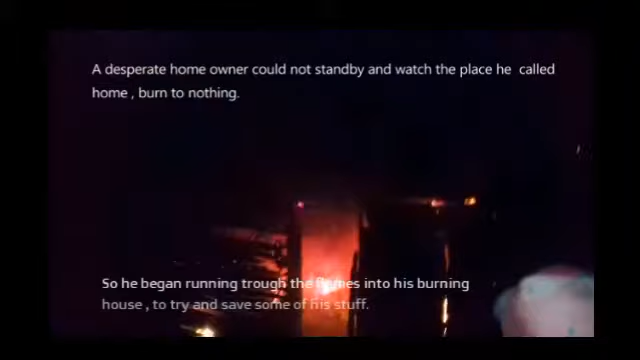 A desperate home owner could not standby and watch the place he called
home , burn to nothing.
So he began running trough the flames into his burning
house , to try and save some of his stuff.